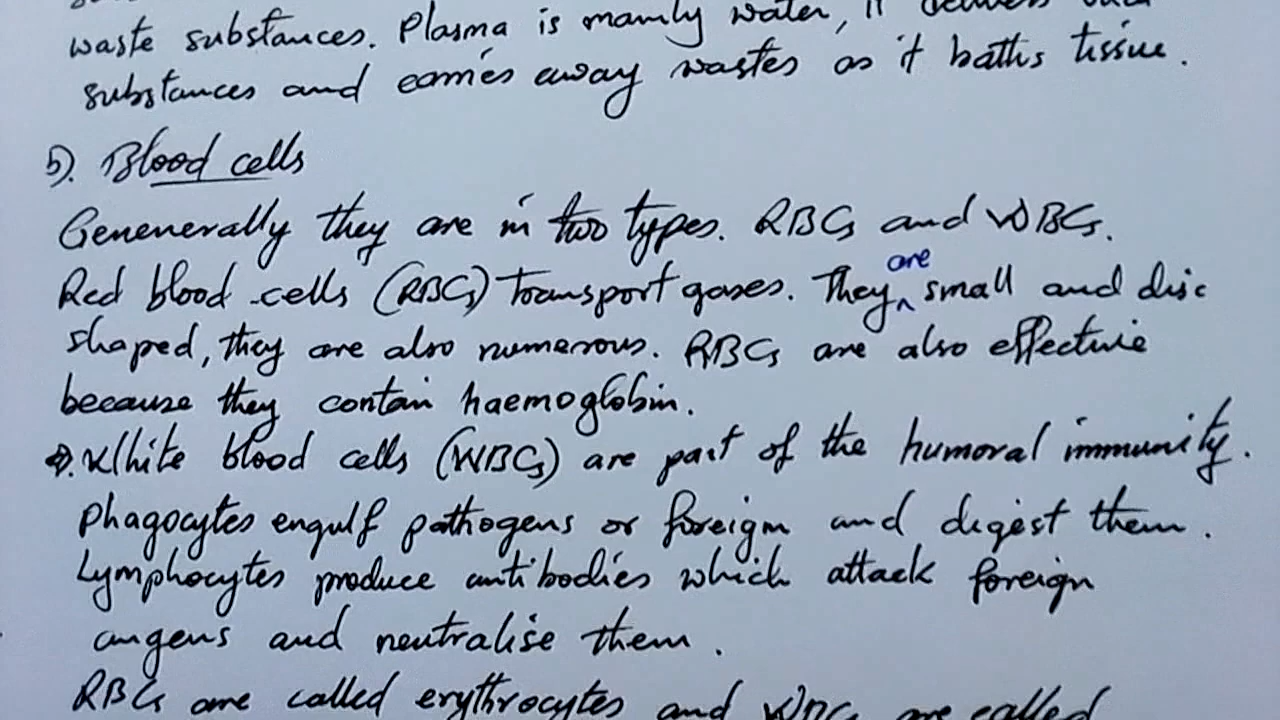 waste substances. Plasma is mainly water, it delivers
substances and carries away wastes as it baths tissue.
5). Blood cells
Genenerally they are in two types. RBCs and WBCs.
Red blood cells (RBCs) transport gases. They are small and disc
shaped, they are also numerous. RBCs are also effective
because they contain haemoglobin.
White blood cells (WBCs) are part of the humoral immunity.
Phagocytes engulf pathogens or foreign and digest them.
Lymphocytes produce antibodies which attack foreign
angens and neutralise them.
RBCs are called erythrocytes and WBCs are called